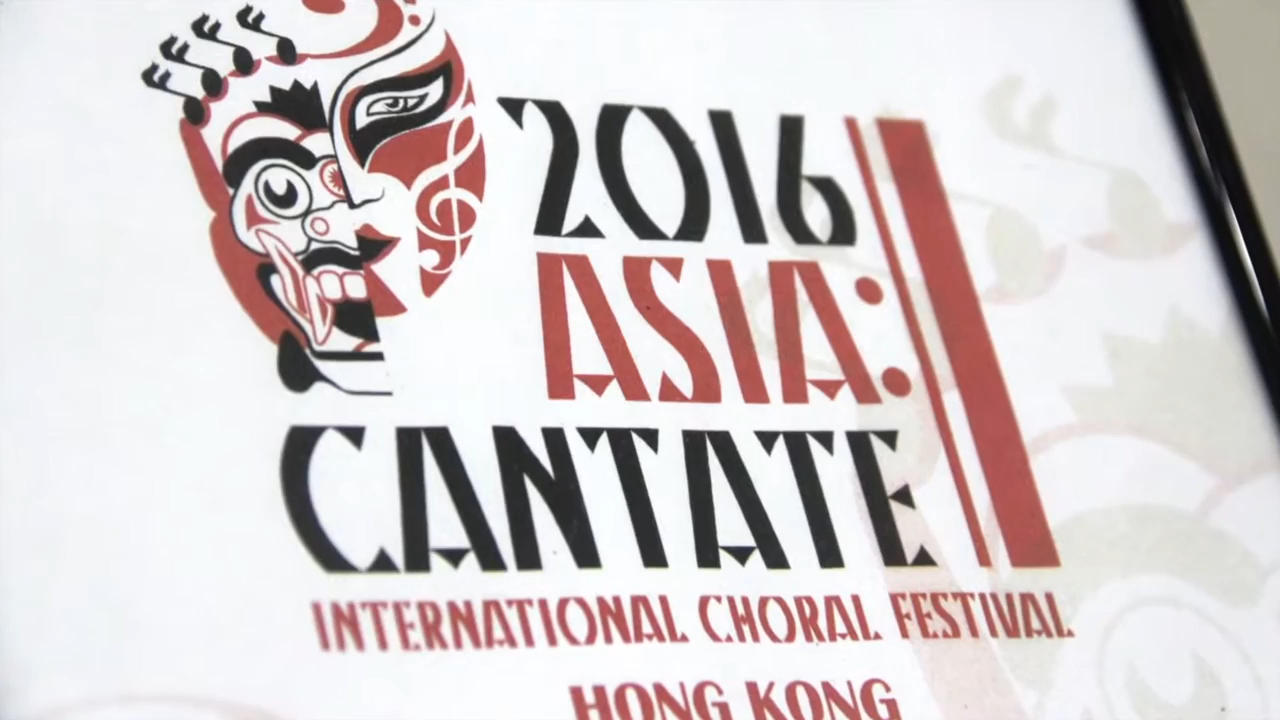 2016
ASIA:
CANTATE
INTERNATIONAL CHORAL FESTIVAL
HONG KONG